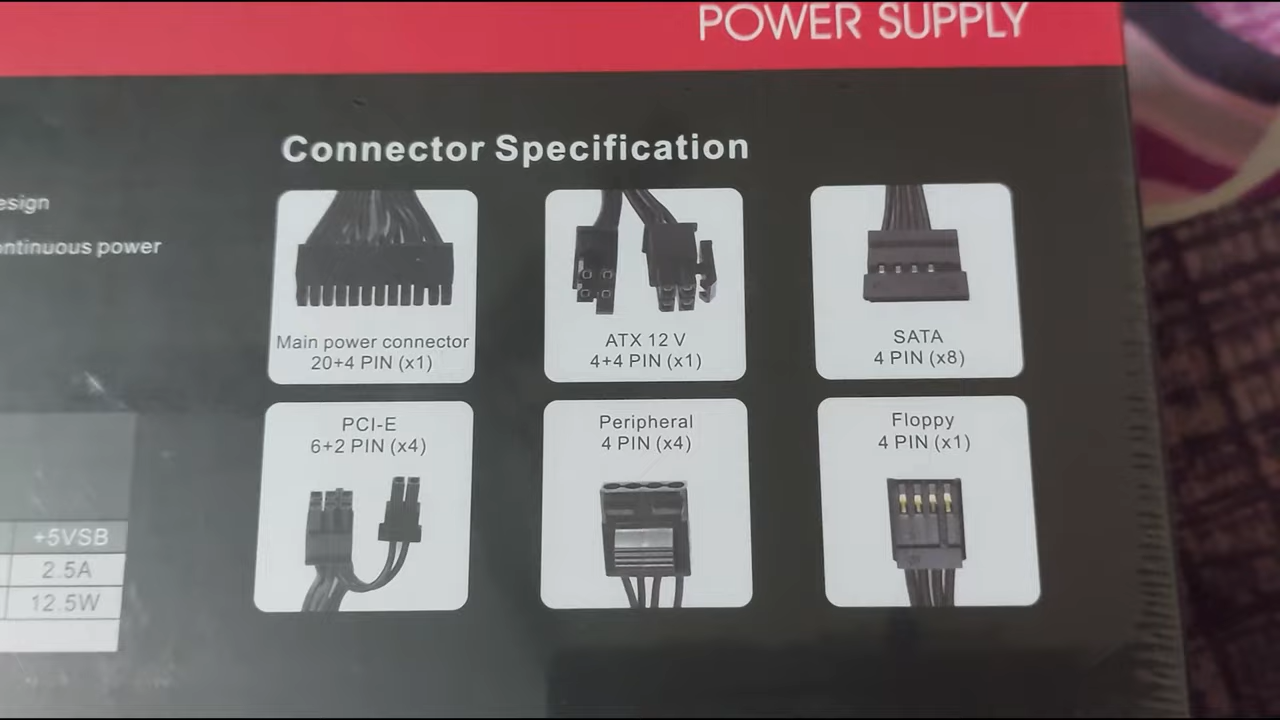 POWER SUPPLY
Connector Specification
esign
ontinuous power
Main power connector
20+4 PIN (x1)
ATX 12 V
4+4 PIN (x1)
SATA
4 PIN (x8)
PCI-E
6+2 PIN (x4)
Peripheral
4 PIN (x4)
Floppy
4 PIN (x1)
+5VSB
2.5A
12.5W